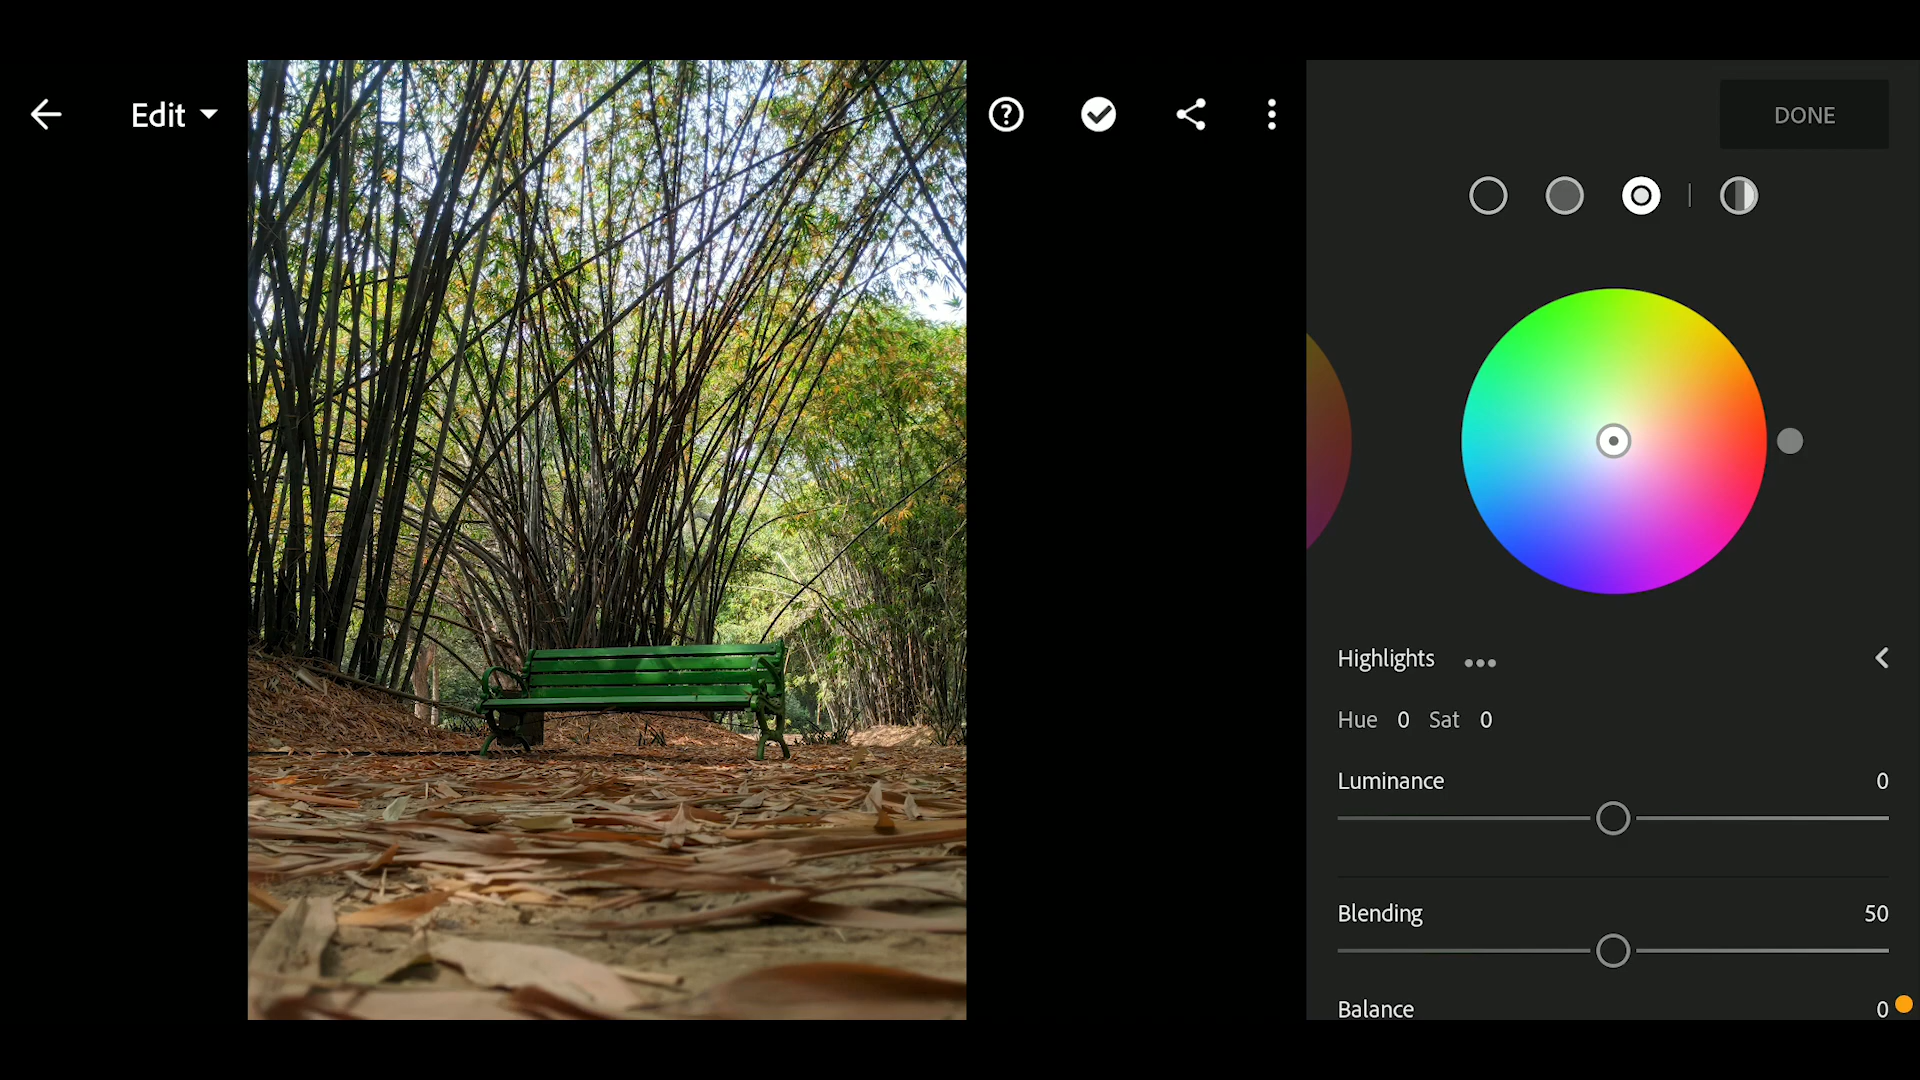 Edit
DONE
Highlights
Hue 0 Sat 0
Luminance 0
Blending 50
Balance 0